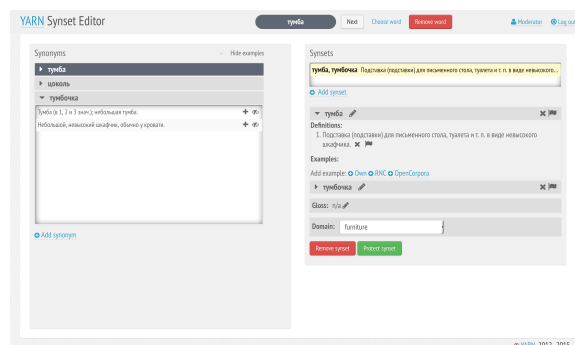 YARN Synset Editor
тумба
Next
Choose word
Remove word
Moderator
Log out
Synonyms
Hide examples
тумба
цоколь
тумбочка
Тумба (в 1, 2 и 3 знач.); небольшая тумба.
Небольшой, невысокий шкафчик, обычно у кровати.
Add synonym
Synsets
тумба, тумбочка Подставка (подставки) для письменного стола, туалета и т. п. в виде невысокого...
Add synset
тумба
Definitions:
1. Подставка (подставки) для письменного стола, туалета и т. п. в виде невысокого
шкафчика.
Examples:
Add example: Own RNC OpenCorpora
тумбочка
Gloss: n/a
Domain: furniture
Remove synset Protect synset
© YARN, 2012–2015